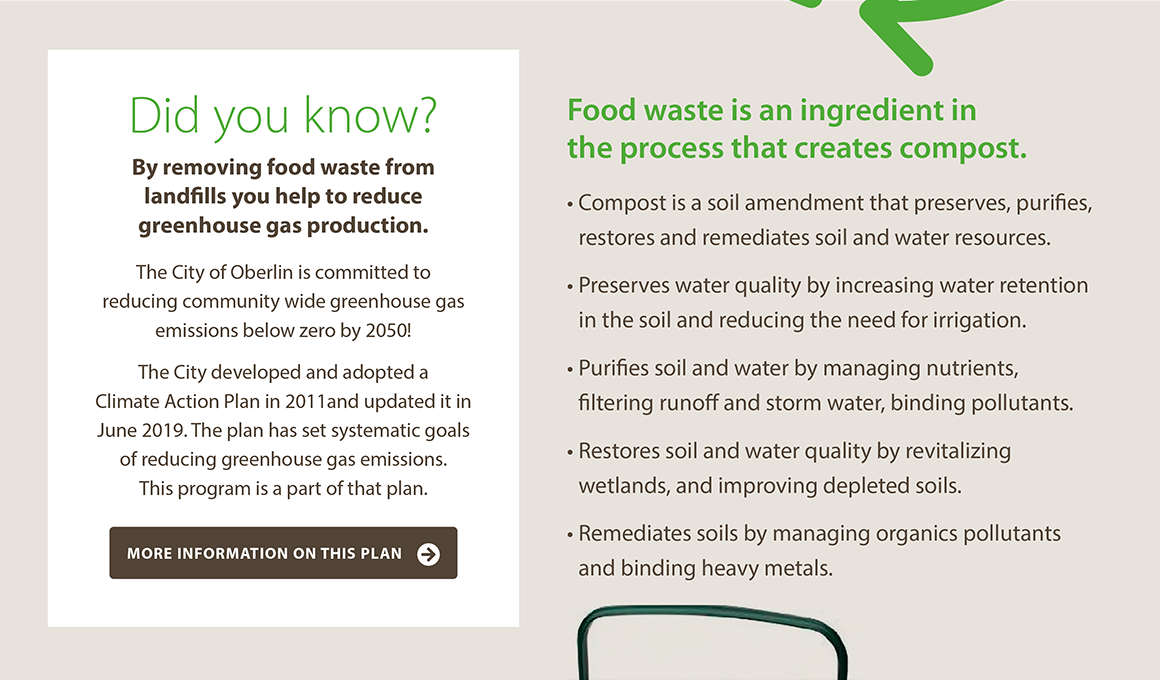 Did you know?
By removing food waste from
landfills you help to reduce
greenhouse gas production.
The City of Oberlin is committed to
reducing community wide greenhouse gas
emissions below zero by 2050!
The City developed and adopted a
Climate Action Plan in 2011and updated it in
June 2019. The plan has set systematic goals
of reducing greenhouse gas emissions.
This program is a part of that plan.
MORE INFORMATION ON THIS PLAN
Food waste is an ingredient in
the process that creates compost.
• Compost is a soil amendment that preserves, purifies,
restores and remediates soil and water resources.
• Preserves water quality by increasing water retention
in the soil and reducing the need for irrigation.
• Purifies soil and water by managing nutrients,
filtering runoff and storm water, binding pollutants.
• Restores soil and water quality by revitalizing
wetlands, and improving depleted soils.
• Remediates soils by managing organics pollutants
and binding heavy metals.